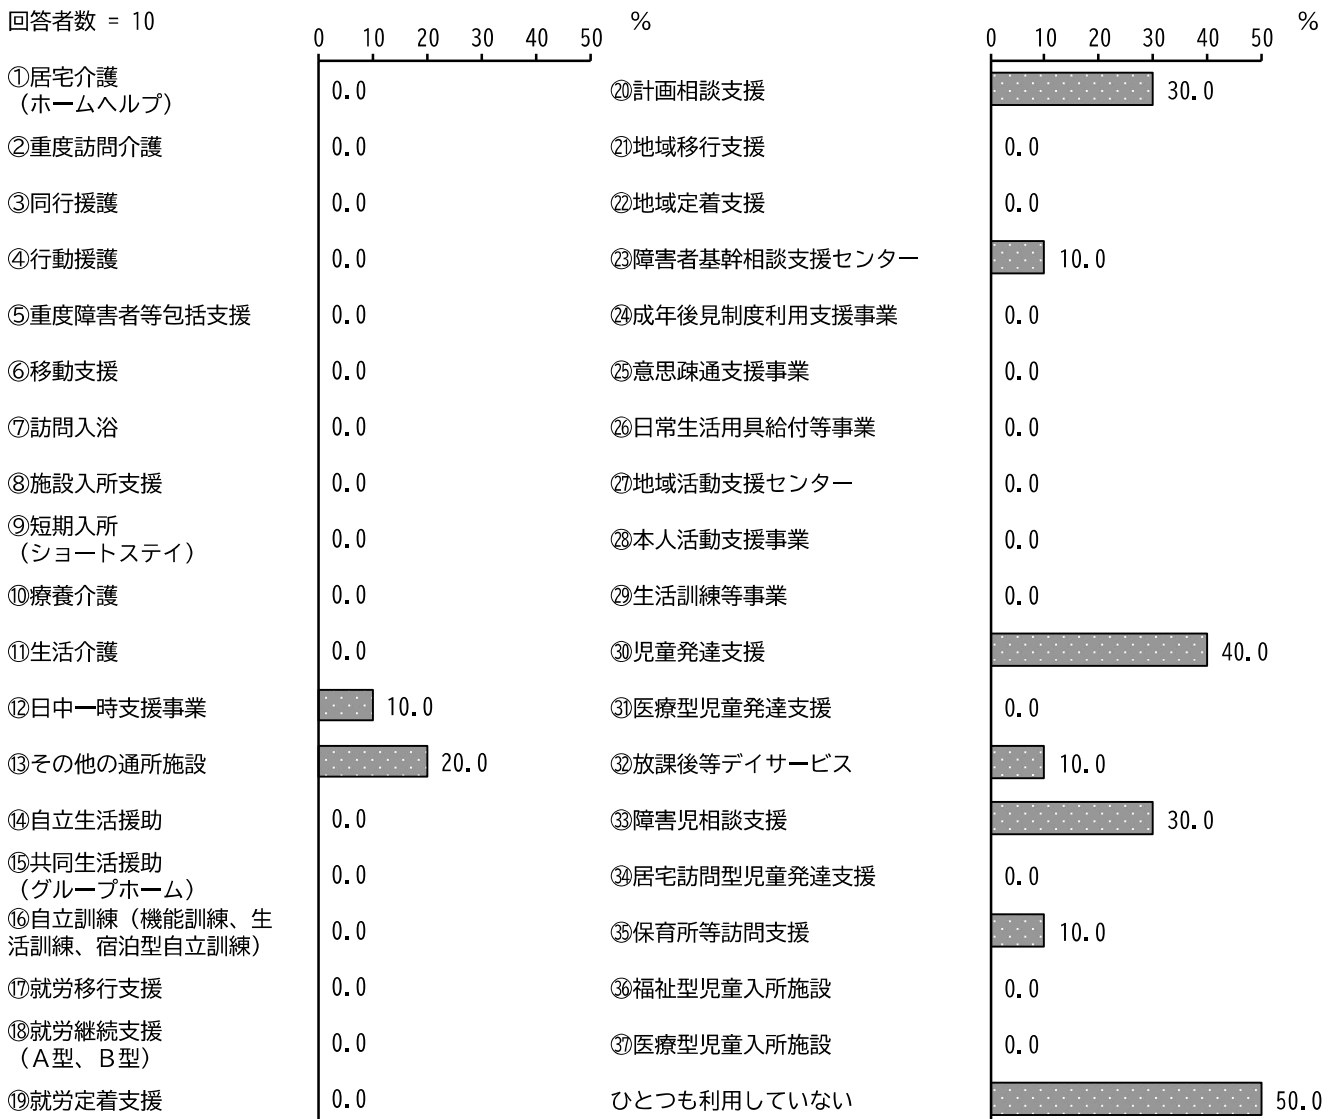 回答者数 = 10
%
0 10 20 30 40 50
①居宅介護
（ホームヘルプ）
0.0
②重度訪問介護
0.0
③同行援護
0.0
④行動援護
0.0
⑤重度障害者等包括支援
0.0
⑥移動支援
0.0
⑦訪問入浴
0.0
⑧施設入所支援
0.0
⑨短期入所
（ショートステイ）
0.0
⑩療養介護
0.0
⑪生活介護
0.0
⑫日中一時支援事業
10.0
⑬その他の通所施設
20.0
⑭自立生活援助
0.0
⑮共同生活援助
（グループホーム）
0.0
⑯自立訓練（機能訓練、生
活訓練、宿泊型自立訓練）
0.0
⑰就労移行支援
0.0
⑱就労継続支援
（Ａ型、Ｂ型）
0.0
⑲就労定着支援
0.0
%
0 10 20 30 40 50
⑳計画相談支援
30.0
㉑地域移行支援
0.0
㉒地域定着支援
0.0
㉓障害者基幹相談支援センター
10.0
㉔成年後見制度利用支援事業
0.0
㉕意思疎通支援事業
0.0
㉖日常生活用具給付等事業
0.0
㉗地域活動支援センター
0.0
㉘本人活動支援事業
0.0
㉙生活訓練等事業
0.0
㉚児童発達支援
40.0
㉛医療型児童発達支援
0.0
㉜放課後等デイサービス
10.0
㉝障害児相談支援
30.0
㉞居宅訪問型児童発達支援
0.0
㉟保育所等訪問支援
10.0
㊱福祉型児童入所施設
0.0
㊲医療型児童入所施設
0.0
ひとつも利用していない
50.0